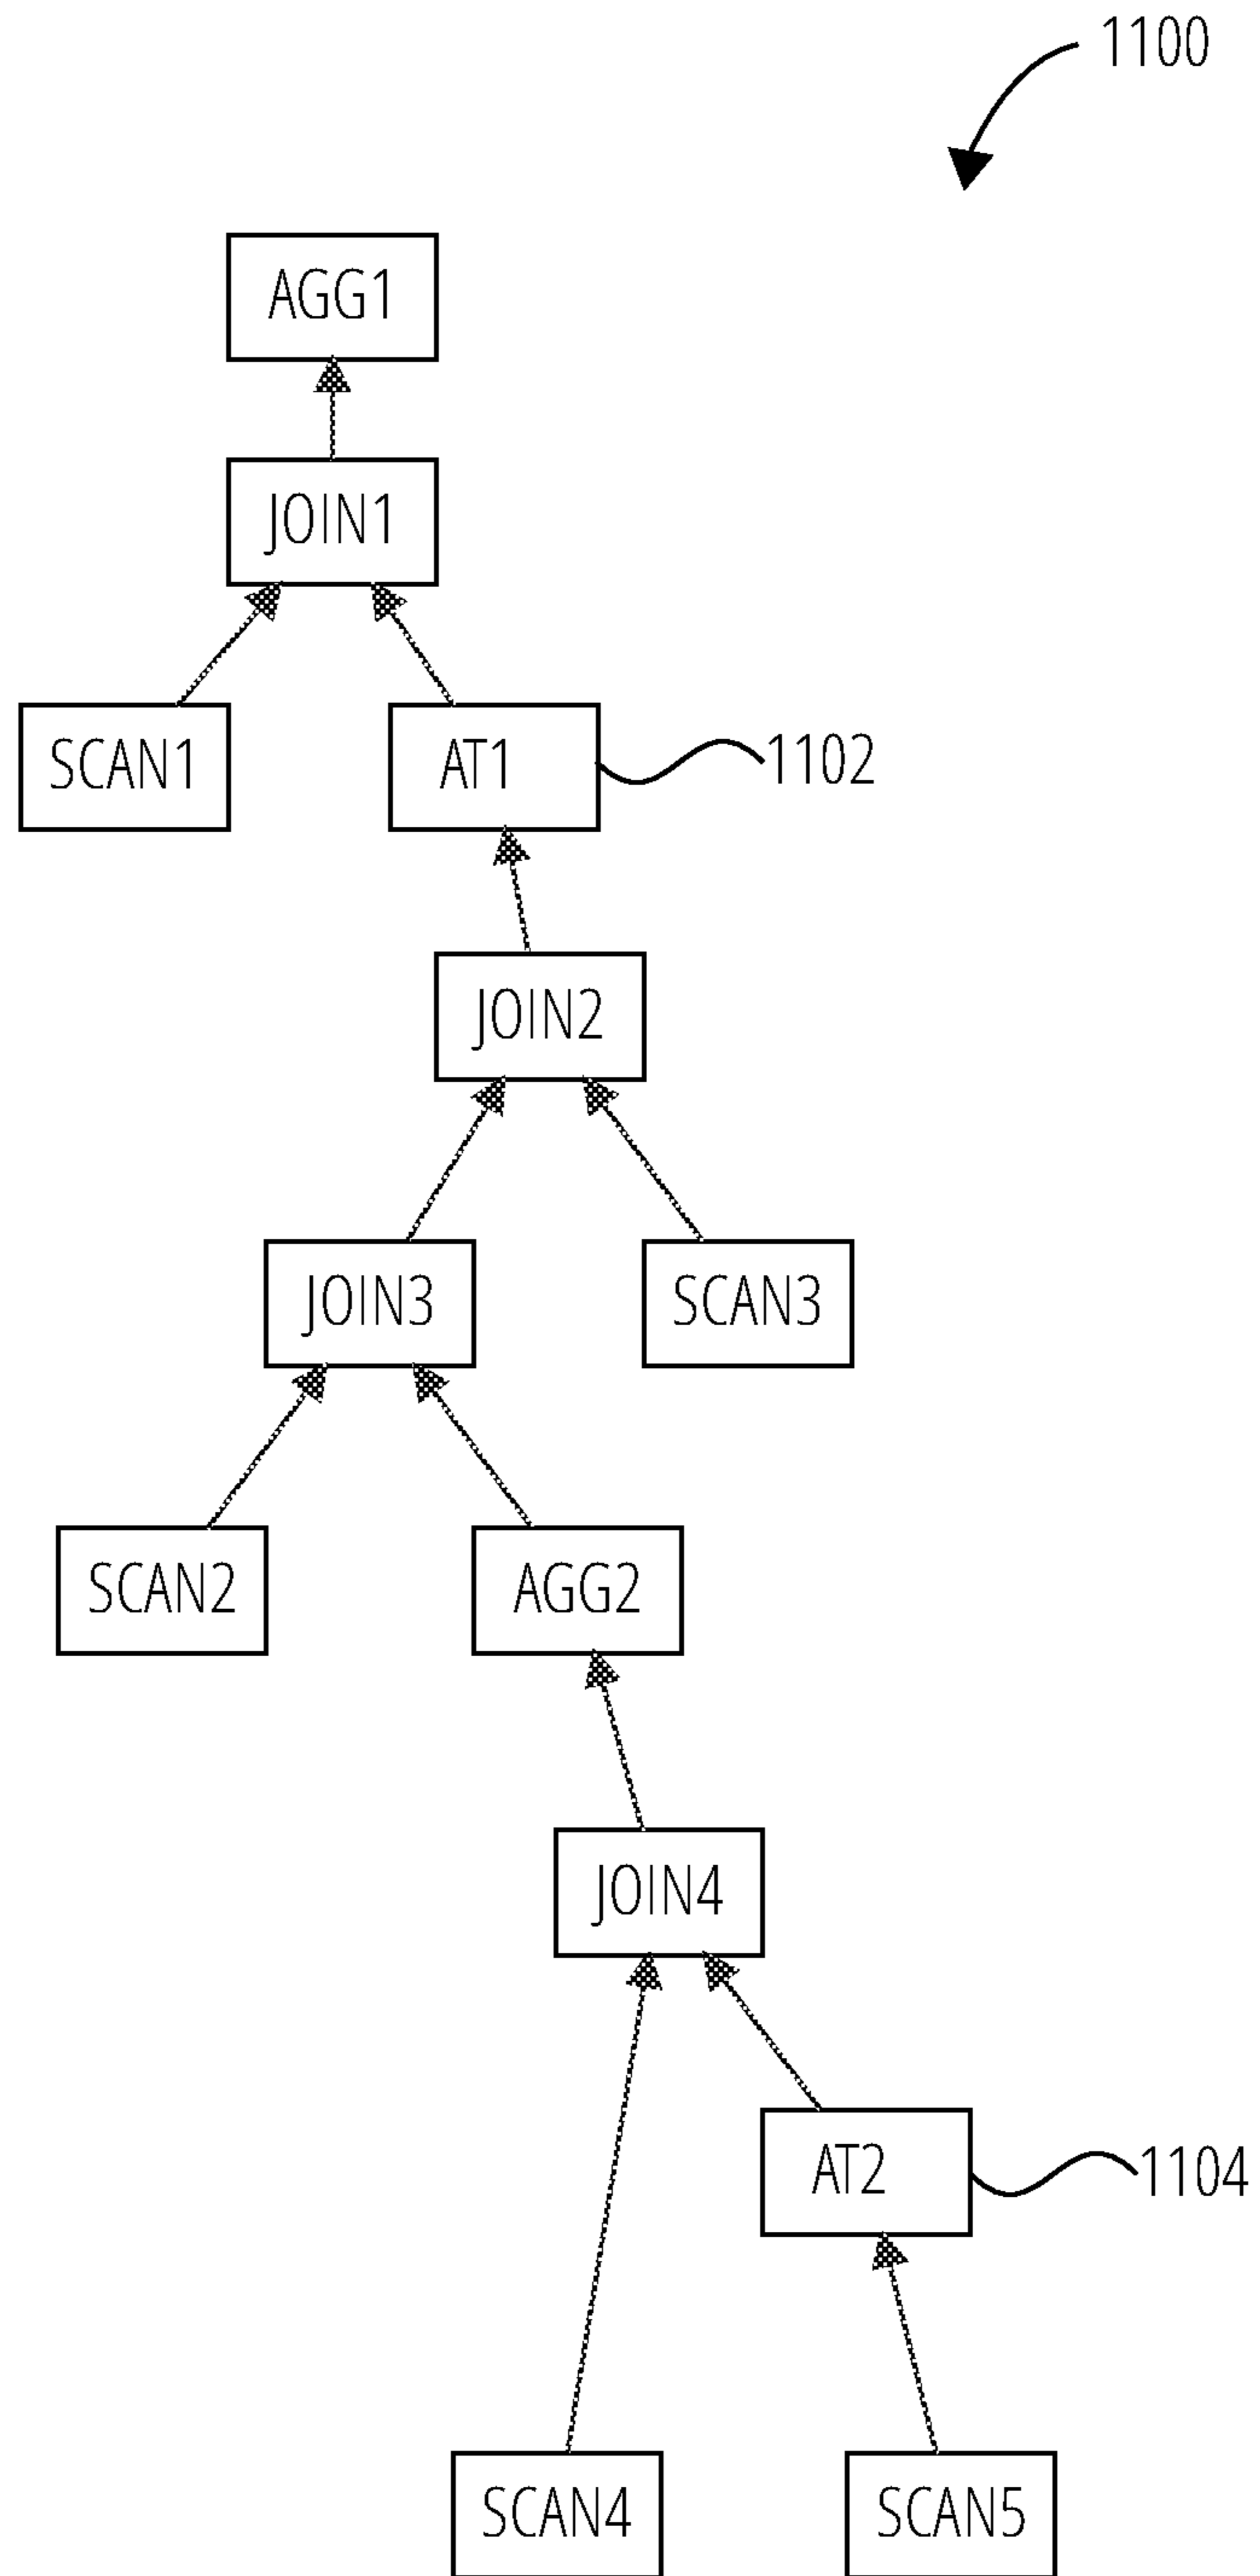 1100
AGG1
JOIN1
SCAN1
AT1
1102
JOIN2
JOIN3
SCAN3
SCAN2
AGG2
JOIN4
AT2
1104
SCAN4
SCAN5